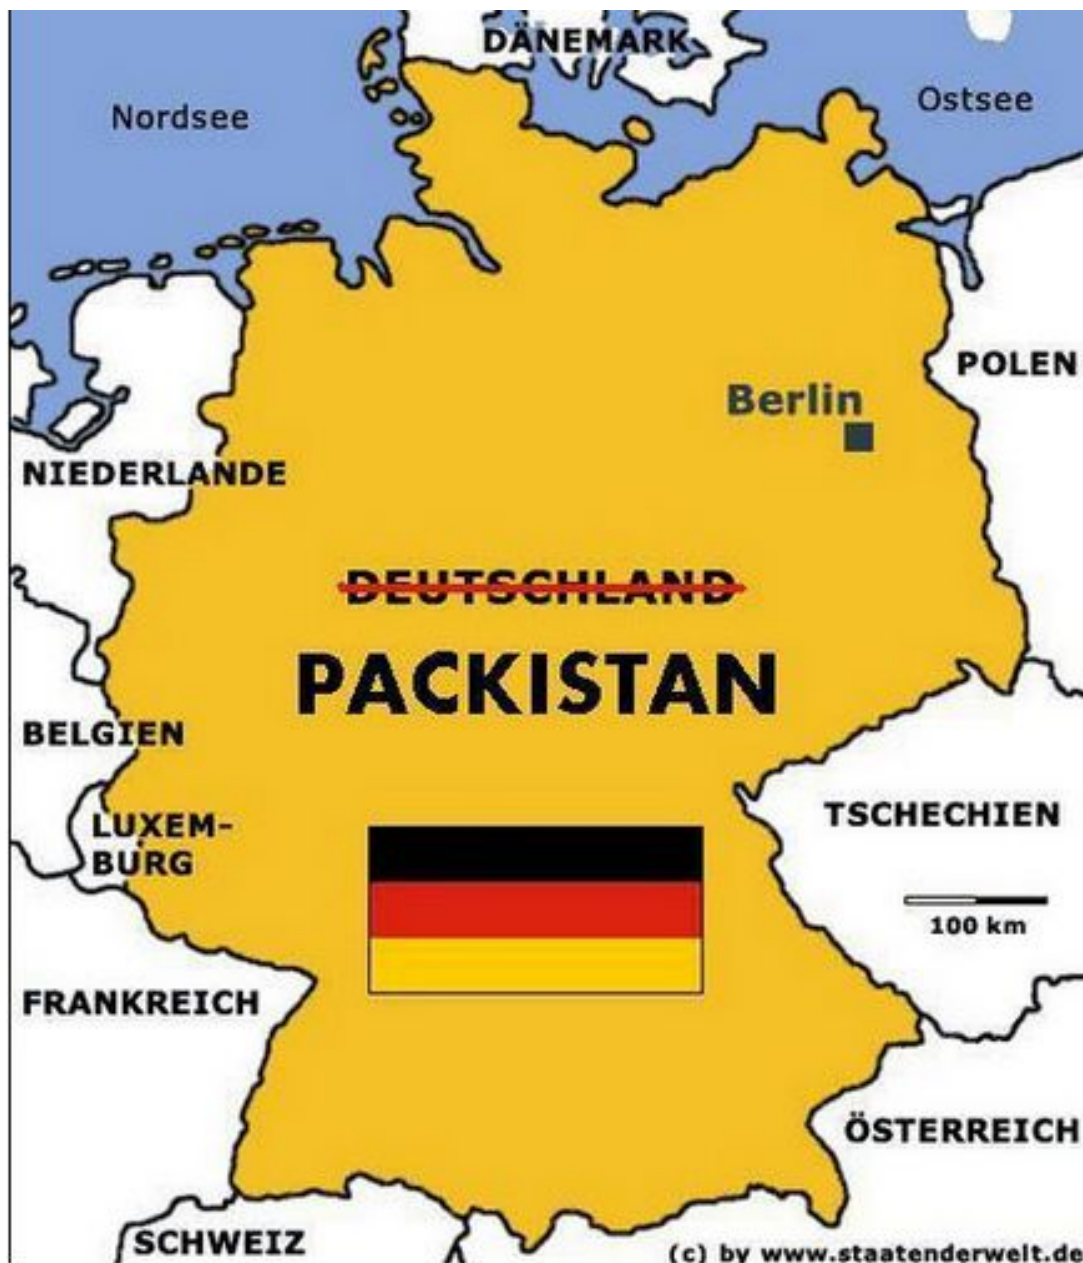 DÄNEMARK
Nordsee
Ostsee
POLEN
Berlin
NIEDERLANDE
DEUTSCHLAND
PACKISTAN
BELGIEN
TSCHECHIEN
LUXEM-
BURG
100 km
FRANKREICH
ÖSTERREICH
SCHWEIZ
(c) by www.staatenderwelt.de